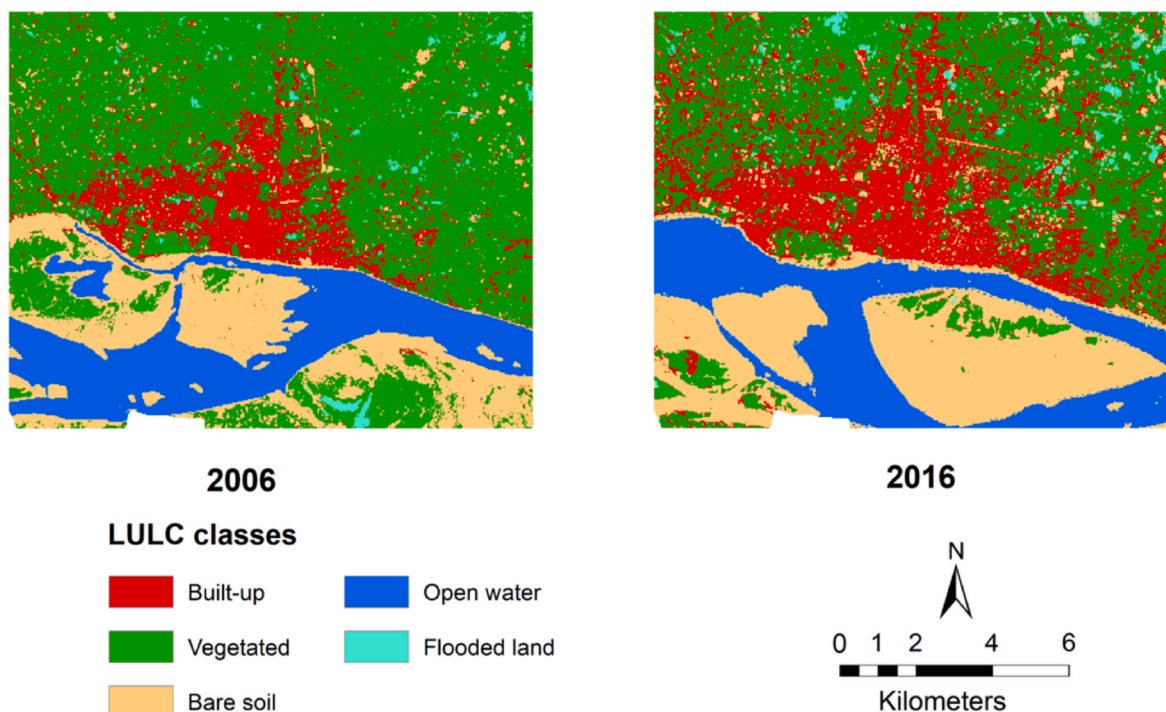 2006
2016
LULC classes
Built-up
Open water
Vegetated
Flooded land
Bare soil
N
0 1 2 4 6
Kilometers